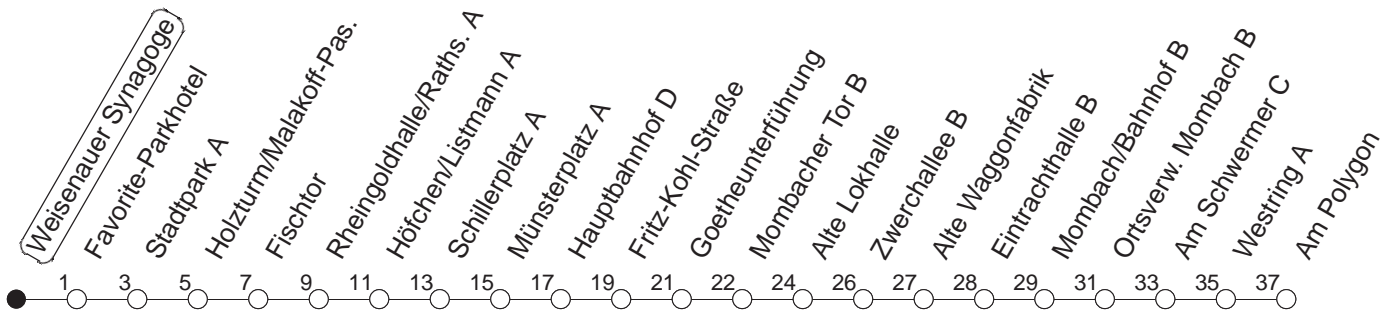 Weisenauer Synagoge
Favorite-Parkhotel
Stadtpark A
Holzturm/Malakoff-Pas.
Fischtor
Rheingoldhalle/Raths. A
Höfchen/Listmann A
Schillerplatz A
Münsterplatz A
Hauptbahnhof D
Fritz-Kohl-Straße
Goetheunterführung
Mombacher Tor B
Alte Lokhalle
Zwerchallee B
Alte Waggonfabrik
Eintrachthalle B
Mombach/Bahnhof B
Ortsverw. Mombach B
Am Schwermer C
Westring A
Am Polygon
1 3 5 7 9 11 13 15 17 19 21 22 24 26 27 28 29 31 33 35 37